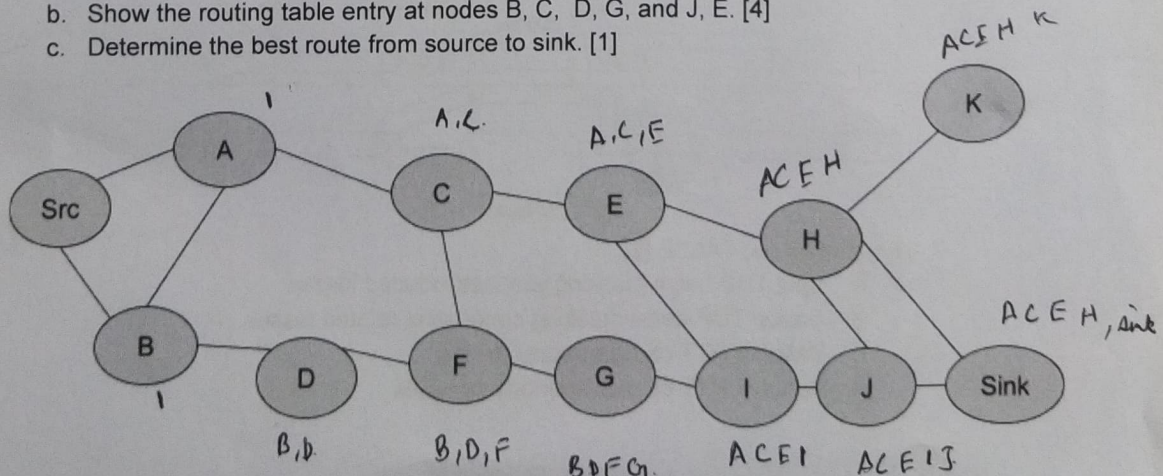 b. Show the routing table entry at nodes B, C, D, G, and J, E. [4]
c. Determine the best route from source to sink. [1]
ACEH K
K
1
A
A,C.
C
A,C,E
E
ACEH
H
Src
ACEH, sink
B
1
D
B,D
F
B,D,F
G
BDFG.
I
ACEI
J
ACEIJ
Sink